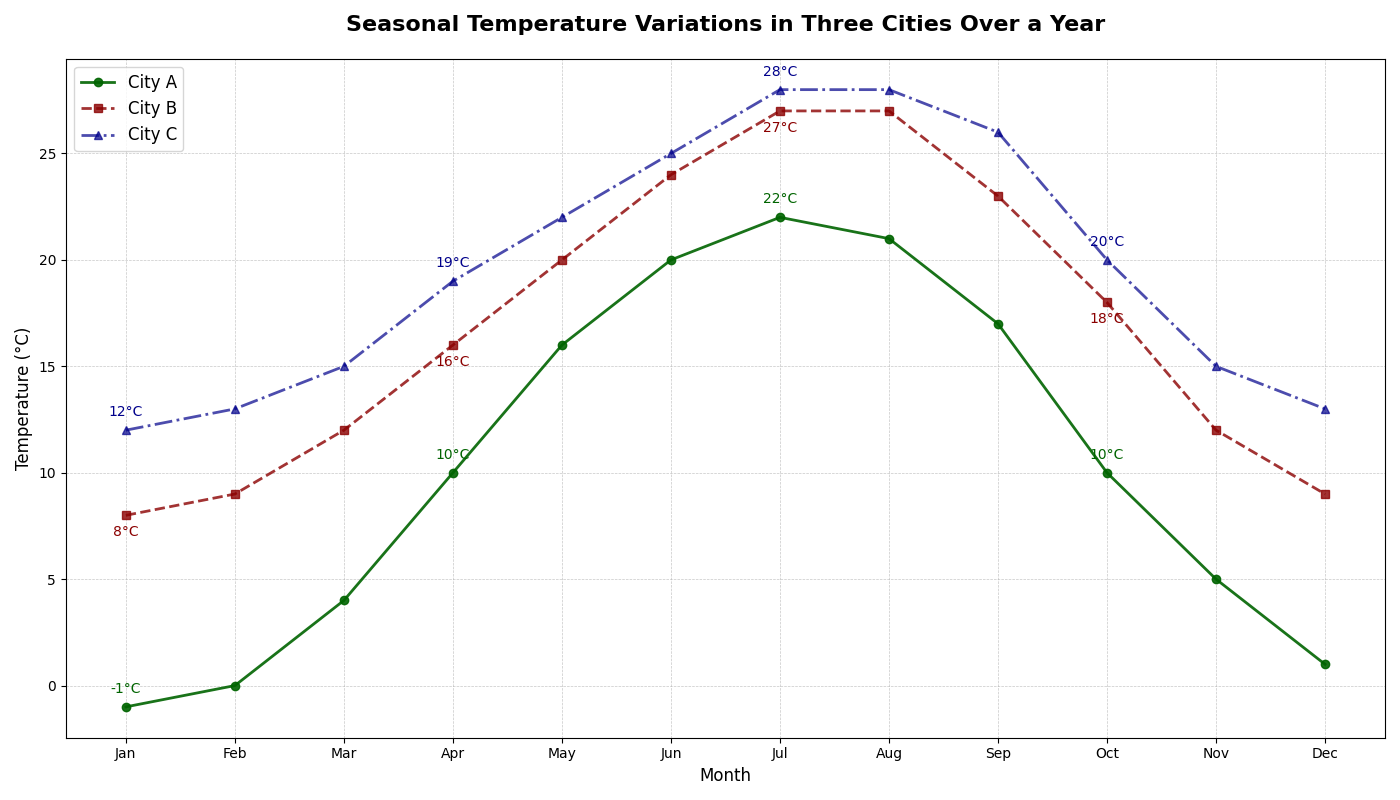 Seasonal Temperature Variations in Three Cities Over a Year
City A
City B
City C
28°C
27°C
22°C
20°C
19°C
18°C
16°C
12°C
10°C
10°C
8°C
-1°C
25
20
15
10
5
0
Temperature (°C)
Jan Feb Mar Apr May Jun Jul Aug Sep Oct Nov Dec
Month